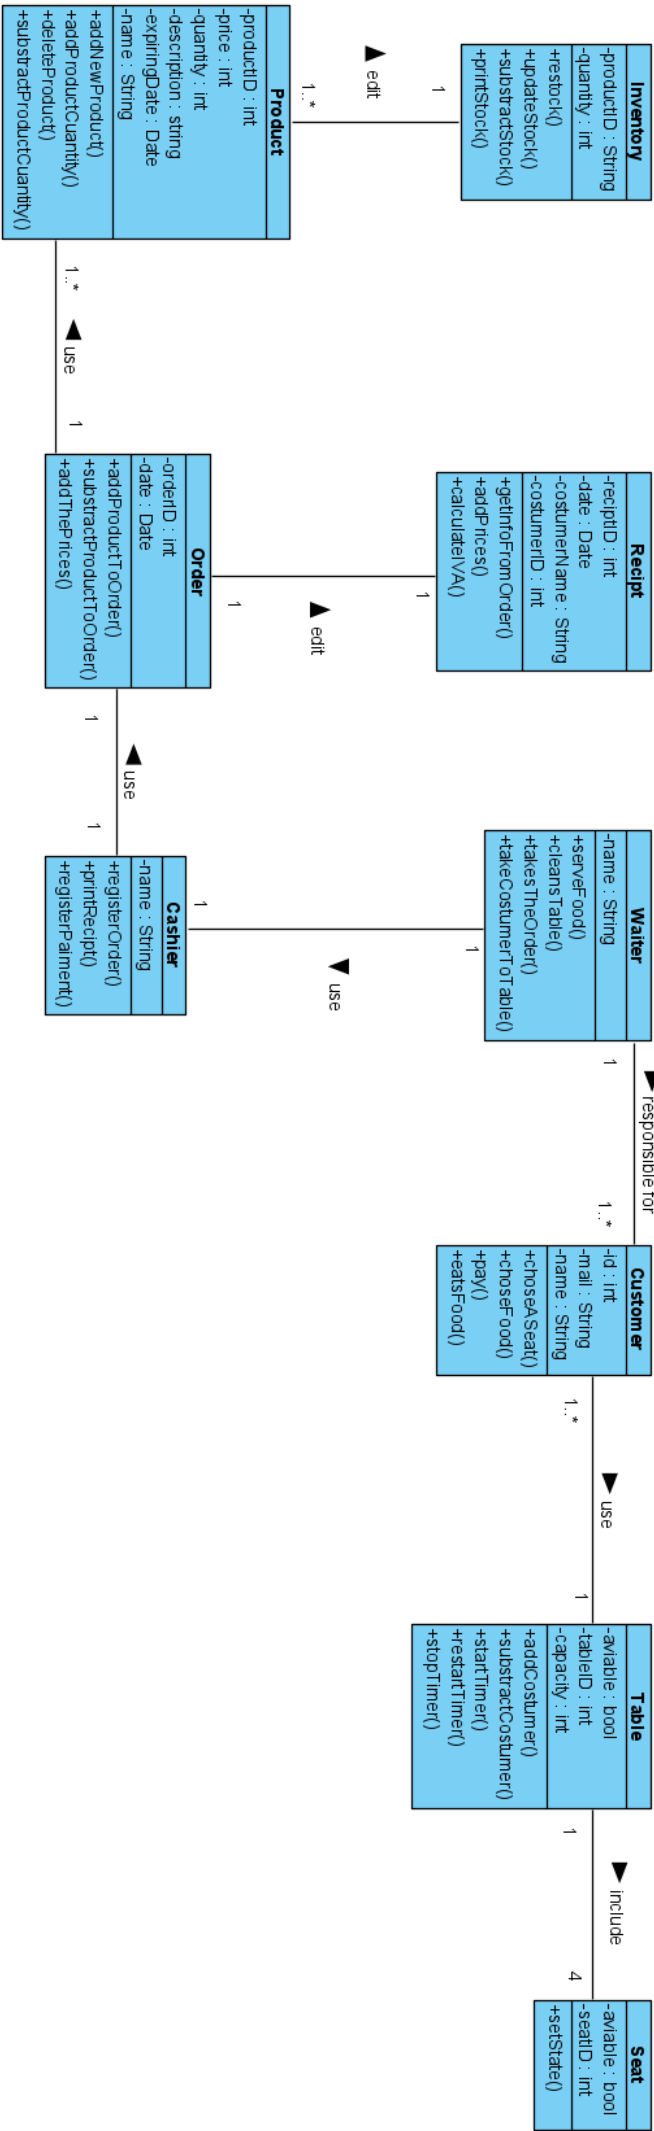 Inventory
-productID : String
-quantity : int
+restock()
+updateStock()
+substractStock()
+printStock()
1
edit
1..*
Product
-productID : int
-price : int
-quantity : int
-description : string
-expiringDate : Date
-name : String
+addNewProduct()
+addProductCuantity()
+deleteProduct()
+substractProductCuantity()
1..*
use
1
Recipt
-reciptID : int
-date : Date
-costumerName : String
-costumerID : int
+getInfoFromOrder()
+addPrices()
+calculateIVA()
1
edit
1
Order
-orderID : int
-date : Date
+addProductToOrder()
+substractProductToOrder()
+addThePrices()
1
use
1
Waiter
-name : String
+serveFood()
+cleansTable()
+takesTheOrder()
+takeCostumerToTable()
1
use
1
Cashier
-name : String
+registerOrder()
+printRecipt()
+registerPaiment()
1
responsible for
1..*
Customer
-id : int
-mail : String
-name : String
+choseASeat()
+choseFood()
+pay()
+eatsFood()
1..*
use
1
Table
-aviable : bool
-tableID : int
-capacity : int
+addCostumer()
+substractCostumer()
+startTimer()
+restartTimer()
+stopTimer()
1
include
4
Seat
-aviable : bool
-seatID : int
+setState()